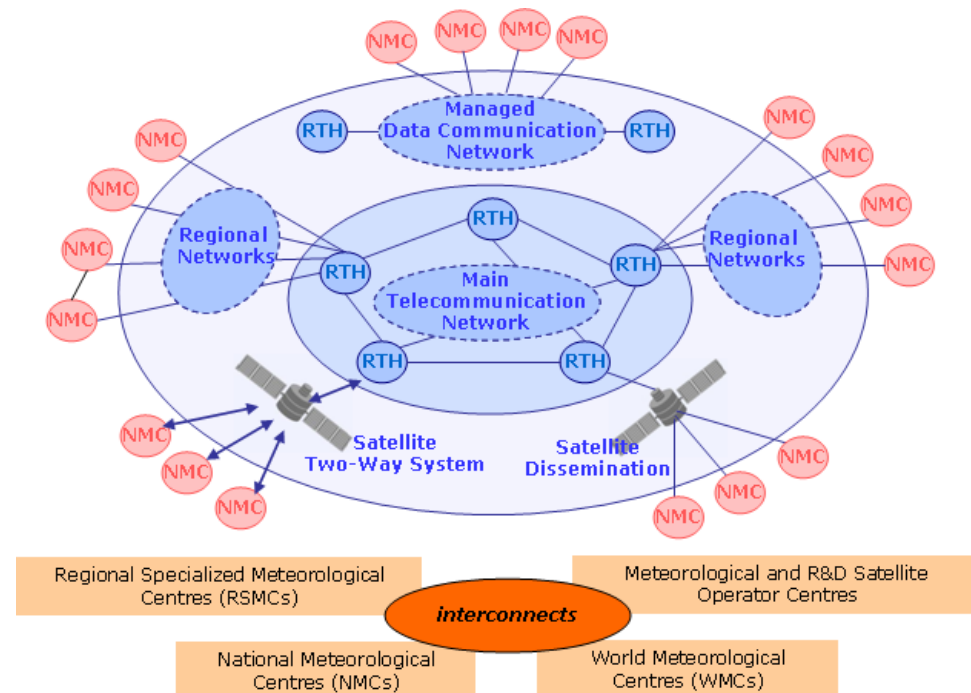 NMC
NMC
NMC
NMC
NMC
NMC
NMC
NMC
NMC
NMC
NMC
NMC
NMC
Managed
Data Communication
Network
RTH
RTH
Regional
Networks
Regional
Networks
RTH
RTH
RTH
Main
Telecommunication
Network
RTH
RTH
Satellite
Two-Way System
Satellite
Dissemination
NMC
NMC
NMC
NMC
NMC
NMC
Regional Specialized Meteorological
Centres (RSMCs)
Meteorological and R&D Satellite
Operator Centres
interconnects
National Meteorological
Centres (NMCs)
World Meteorological
Centres (WMCs)